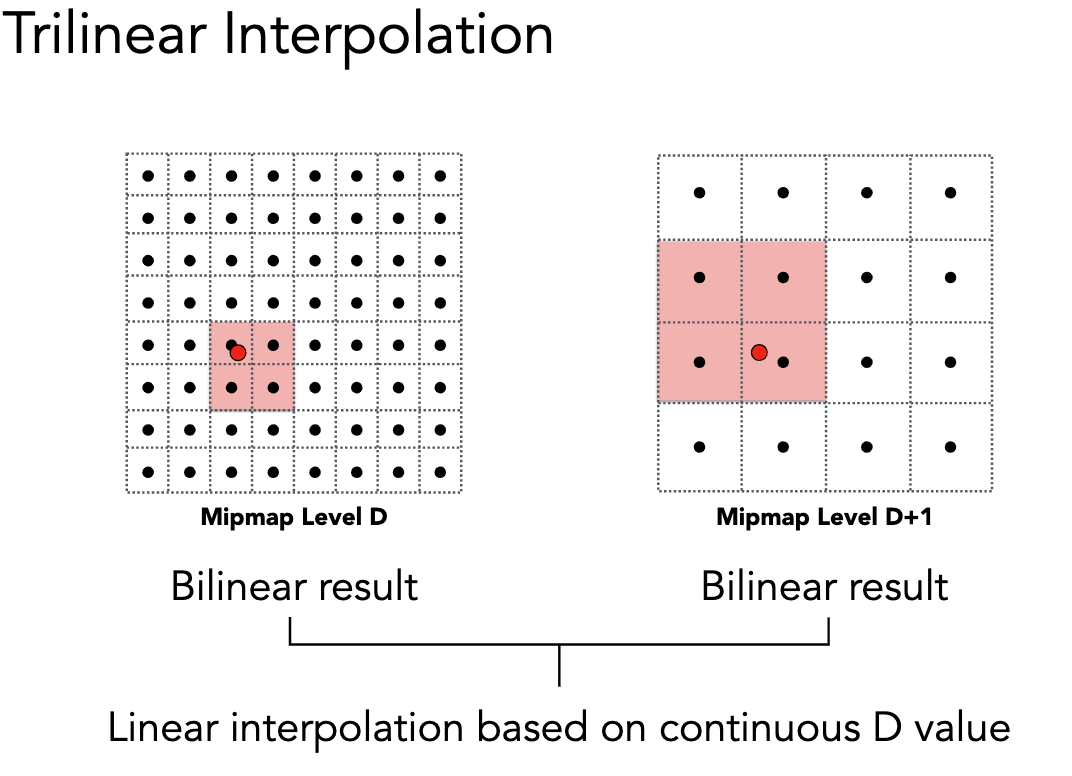 Trilinear Interpolation
Mipmap Level D
Mipmap Level D+1
Bilinear result
Bilinear result
Linear interpolation based on continuous D value